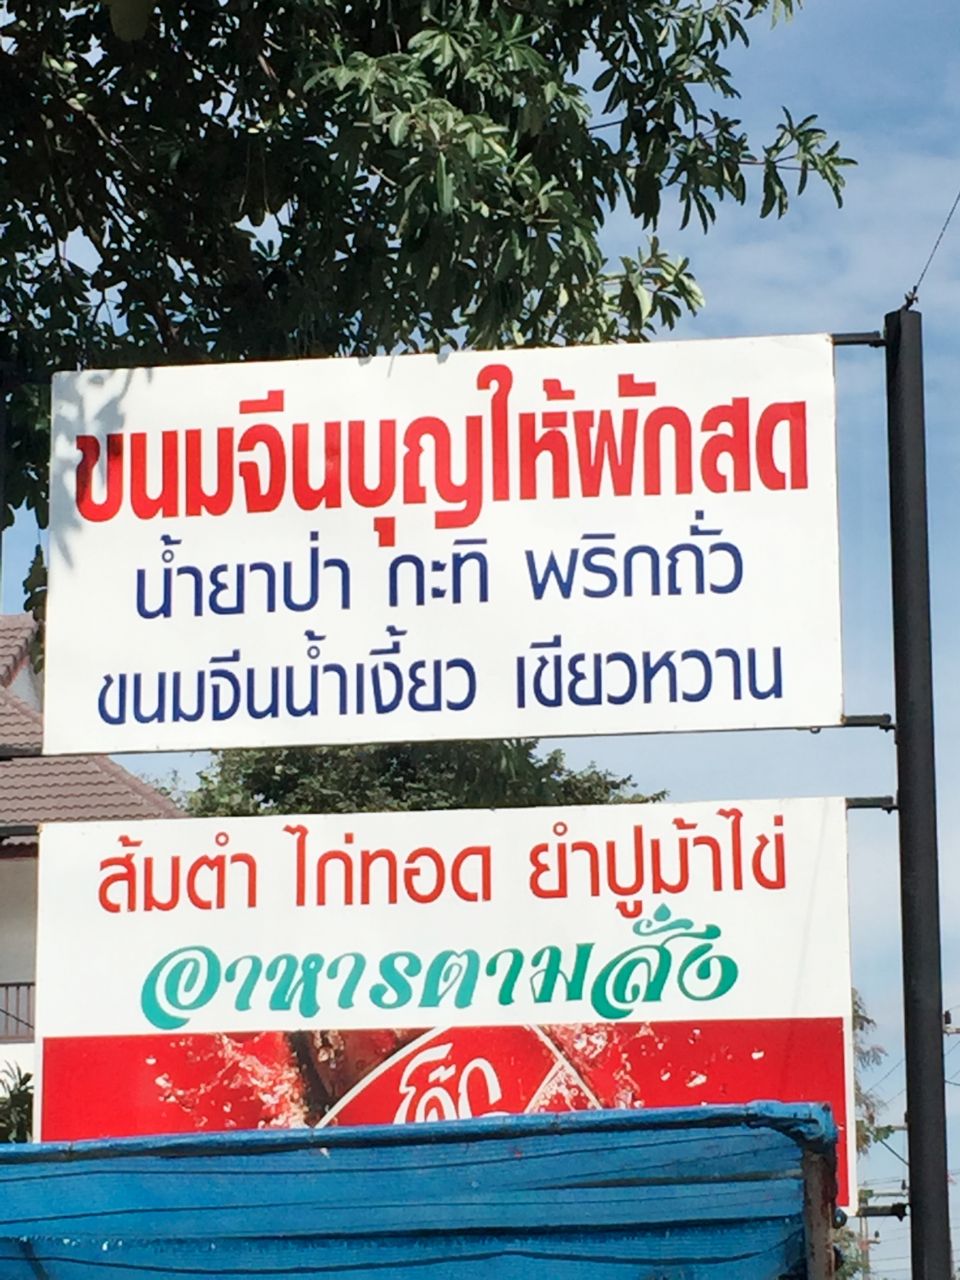 ขนมจีนบุญให้ผักสด
น้ำยาป่า กะทิ พริกถั่ว
ขนมจีนน้ำเงี้ยว เขียวหวาน
ส้มตำ ไก่ทอด ยำปูม้าไข่
อาหารตามสั่ง
โค้ก